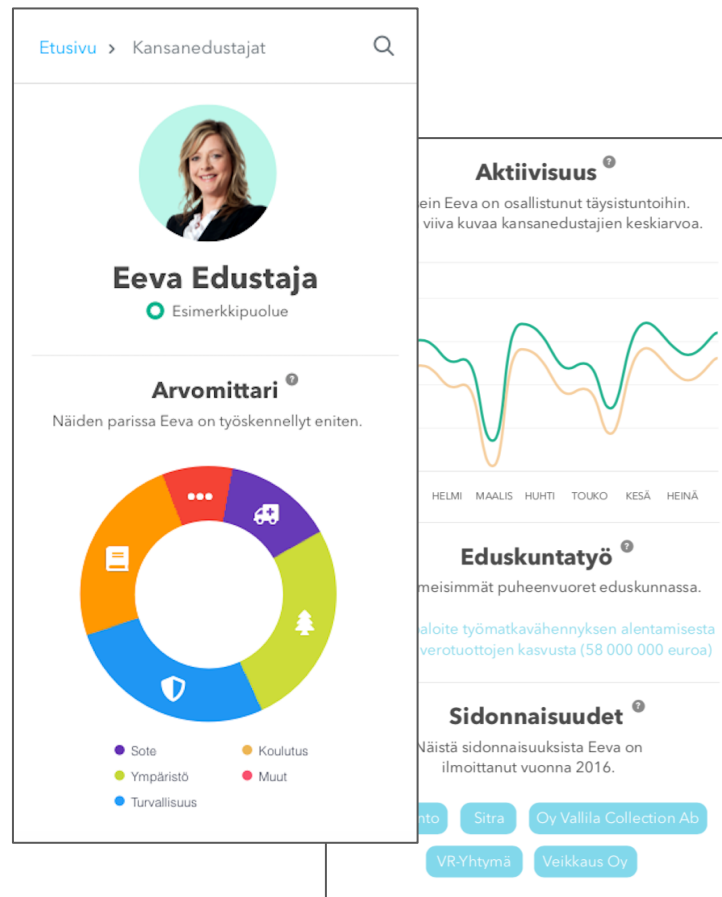 Etusivu > Kansanedustajat
Eeva Edustaja
Esimerkkipuolue
Arvomittari ?
Näiden parissa Eeva on työskennellyt eniten.
Sote
Koulutus
Ympäristö
Muut
Turvallisuus
Aktiivisuus ?
Eeva on osallistunut täysistuntoihin.
viiva kuvaa kansanedustajien keskiarvoa.
HELMI MAALIS HUHTI TOUKO KESÄ HEINÄ
Eduskuntatyö ?
puheenvuoret eduskunnassa.
työmatkavähennyksen alentamisesta
verotuottojen kasvusta (58 000 000 euroa)
Sidonnaisuudet ?
Näistä sidonnaisuuksista Eeva on
ilmoittanut vuonna 2016.
Sitra Oy Vallila Collection Ab
VR-Yhtymä Veikkaus Oy